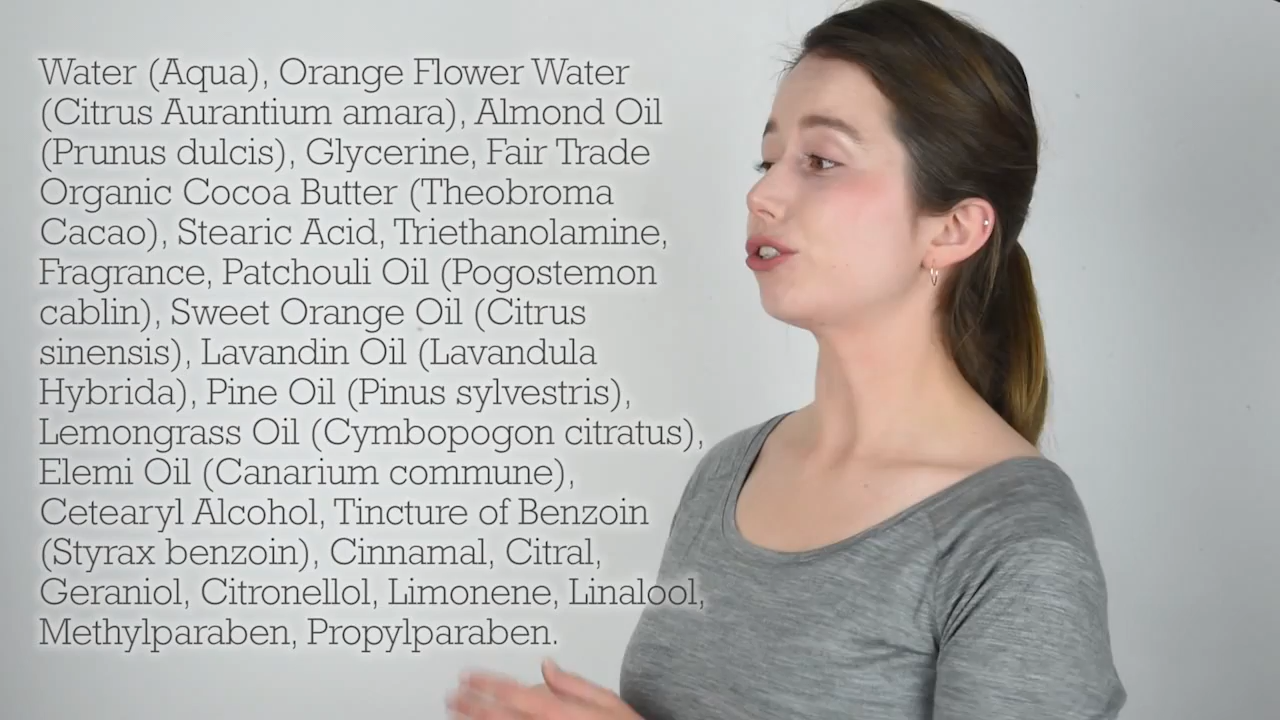 Water (Aqua), Orange Flower Water
(Citrus Aurantium amara), Almond Oil
(Prunus dulcis), Glycerine, Fair Trade
Organic Cocoa Butter (Theobroma
Cacao), Stearic Acid, Triethanolamine,
Fragrance, Patchouli Oil (Pogostemon
cablin), Sweet Orange Oil (Citrus
sinensis), Lavandin Oil (Lavandula
Hybrida), Pine Oil (Pinus sylvestris),
Lemongrass Oil (Cymbopogon citratus),
Elemi Oil (Canarium commune),
Cetearyl Alcohol, Tincture of Benzoin
(Styrax benzoin), Cinnamal, Citral,
Geraniol, Citronellol, Limonene, Linalool,
Methylparaben, Propylparaben.